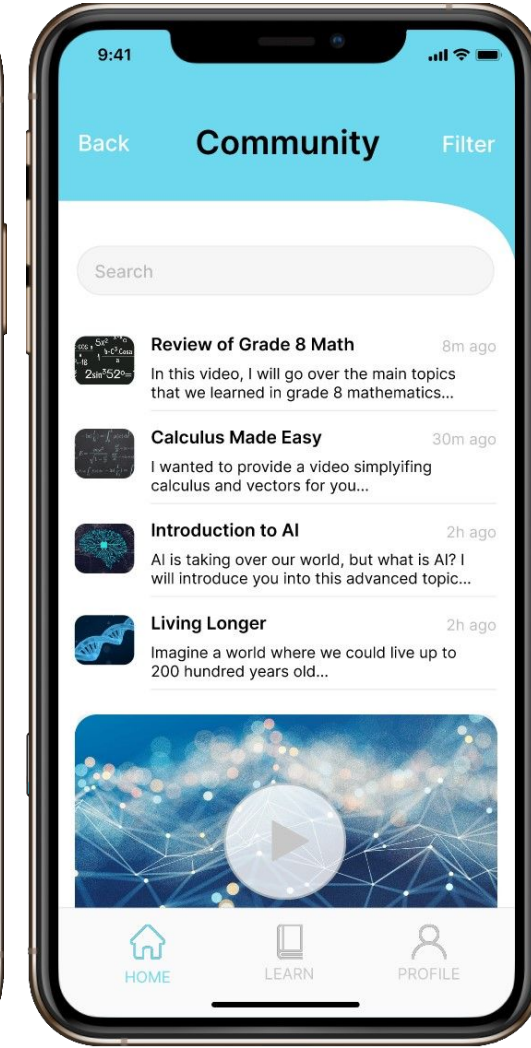 9:41
Back
Community
Filter
Search
Review of Grade 8 Math
8m ago
In this video, I will go over the main topics
that we learned in grade 8 mathematics...
Calculus Made Easy
30m ago
I wanted to provide a video simplyifing
calculus and vectors for you...
Introduction to AI
2h ago
AI is taking over our world, but what is AI? I
will introduce you into this advanced topic...
Living Longer
2h ago
Imagine a world where we could live up to
200 hundred years old...
HOME
LEARN
PROFILE